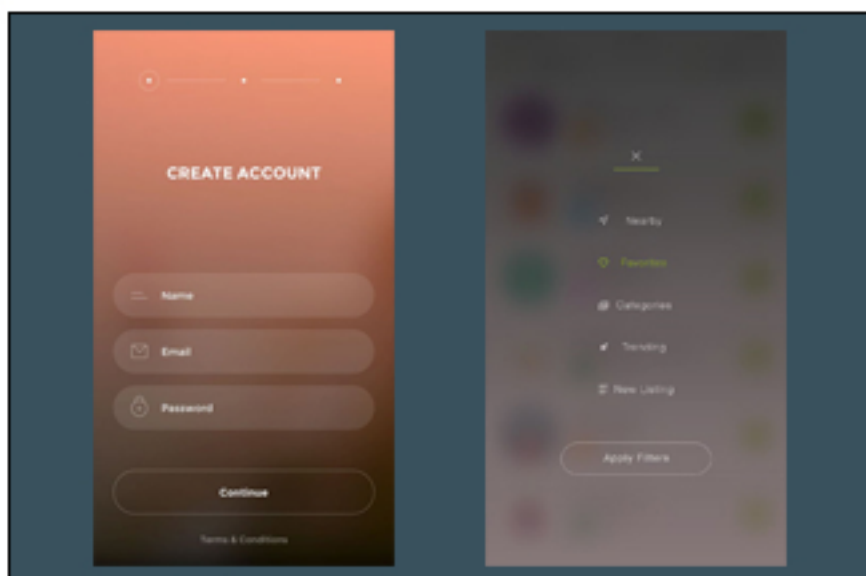 CREATE ACCOUNT
Name
Email
Password
Continue
Terms & Conditions
Nearby
Favorites
Categories
Trending
New Listing
Apply Filters